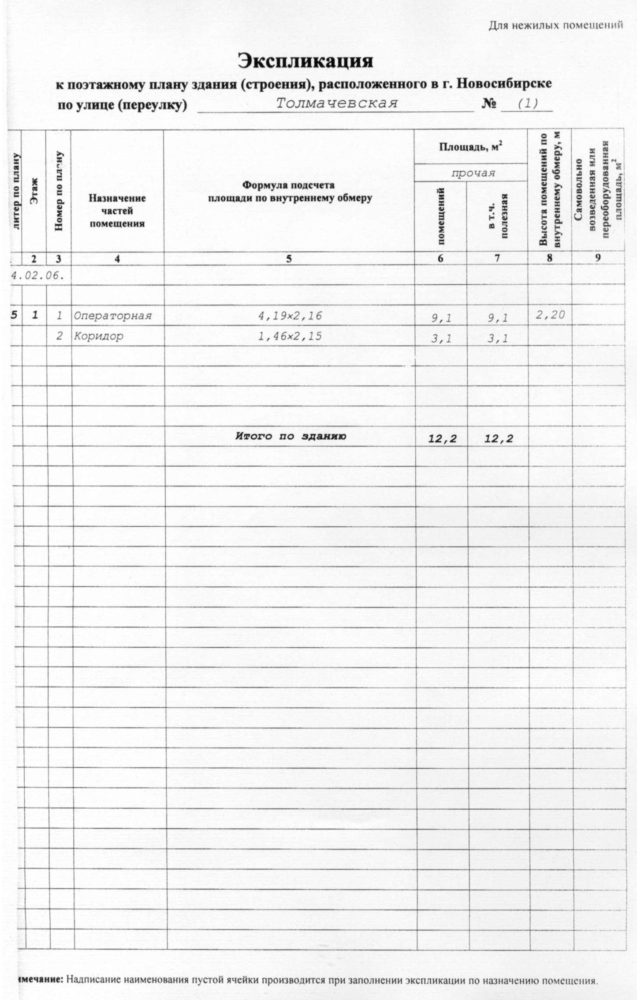 Для нежилых помещений
Экспликация
к поэтажному плану здания (строения), расположенного в г. Новосибирске
по улице (переулку) Толмачевская № (1)
литер по плану
Этаж
Номер по плану
Назначение
частей
помещения
Формула подсчета
площади по внутреннему обмеру
Площадь, м²
прочая
помещений
в т.ч.
полезная
Высота помещений по
внутреннему обмеру, м
Самовольно
возведенная или
переоборудованная
площадь, м²
2 3 4 5 6 7 8 9
4.02.06.
5 1 1 Операторная 4,19×2,16 9,1 9,1 2,20
2 Коридор 1,46×2,15 3,1 3,1
Итого по зданию 12,2 12,2
имечание: Надписание наименования пустой ячейки производится при заполнении экспликации по назначению помещения.